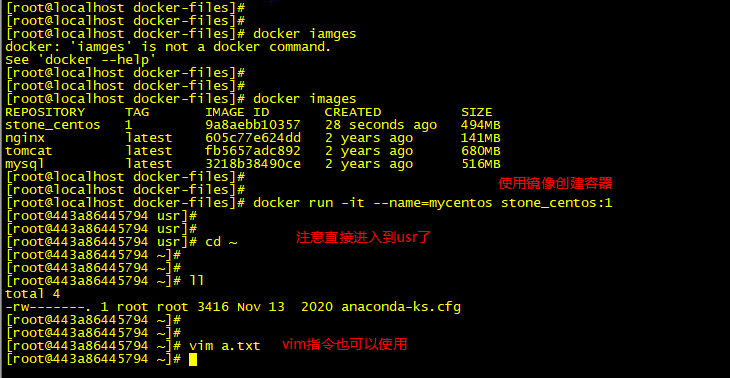 [root@localhost docker-files]#
[root@localhost docker-files]#
[root@localhost docker-files]# docker iamges
docker: 'iamges' is not a docker command.
See 'docker --help'
[root@localhost docker-files]#
[root@localhost docker-files]#
[root@localhost docker-files]# docker images
REPOSITORY TAG IMAGE ID CREATED SIZE
stone_centos 1 9a8aebb10357 28 seconds ago 494MB
nginx latest 605c77e624dd 2 years ago 141MB
tomcat latest fb5657adc892 2 years ago 680MB
mysql latest 3218b38490ce 2 years ago 516MB
[root@localhost docker-files]#
使用镜像创建容器
[root@localhost docker-files]#
[root@localhost docker-files]# docker run -it --name=mycentos stone_centos:1
[root@443a86445794 usr]#
[root@443a86445794 usr]#
[root@443a86445794 usr]# cd ~ 注意直接进入到usr了
[root@443a86445794 ~]#
[root@443a86445794 ~]#
[root@443a86445794 ~]# ll
total 4
-rw-------. 1 root root 3416 Nov 13 2020 anaconda-ks.cfg
[root@443a86445794 ~]#
[root@443a86445794 ~]#
[root@443a86445794 ~]# vim a.txt vim指令也可以使用
[root@443a86445794 ~]#